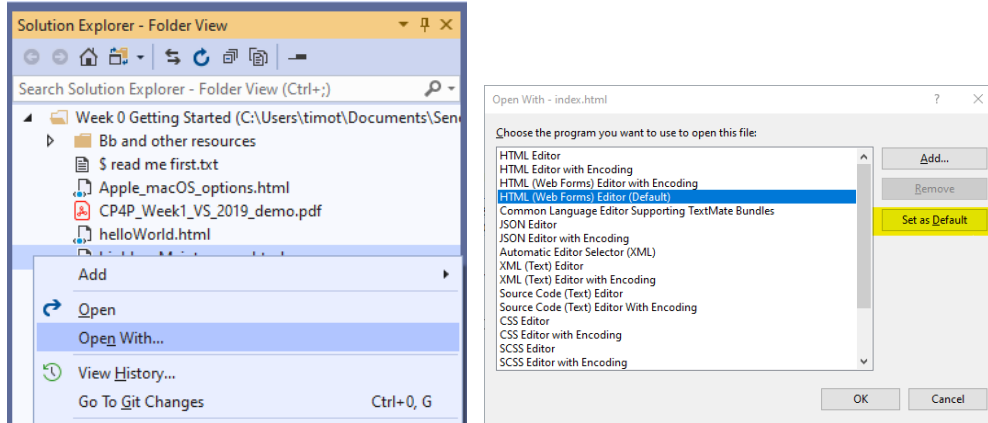 Solution Explorer - Folder View
Search Solution Explorer - Folder View (Ctrl+;)
Week 0 Getting Started (C:\Users\timot\Documents\Sen
Bb and other resources
$ read me first.txt
Apple_macOS_options.html
CP4P_Week1_VS_2019_demo.pdf
helloWorld.html
Add
Open
Open With...
View History...
Go To Git Changes Ctrl+0, G
Open With - index.html
Choose the program you want to use to open this file:
HTML Editor
HTML Editor with Encoding
HTML (Web Forms) Editor with Encoding
HTML (Web Forms) Editor (Default)
Common Language Editor Supporting TextMate Bundles
JSON Editor
JSON Editor with Encoding
Automatic Editor Selector (XML)
XML (Text) Editor
XML (Text) Editor with Encoding
Source Code (Text) Editor
Source Code (Text) Editor With Encoding
CSS Editor
CSS Editor with Encoding
SCSS Editor
SCSS Editor with Encoding
Add...
Remove
Set as Default
OK
Cancel